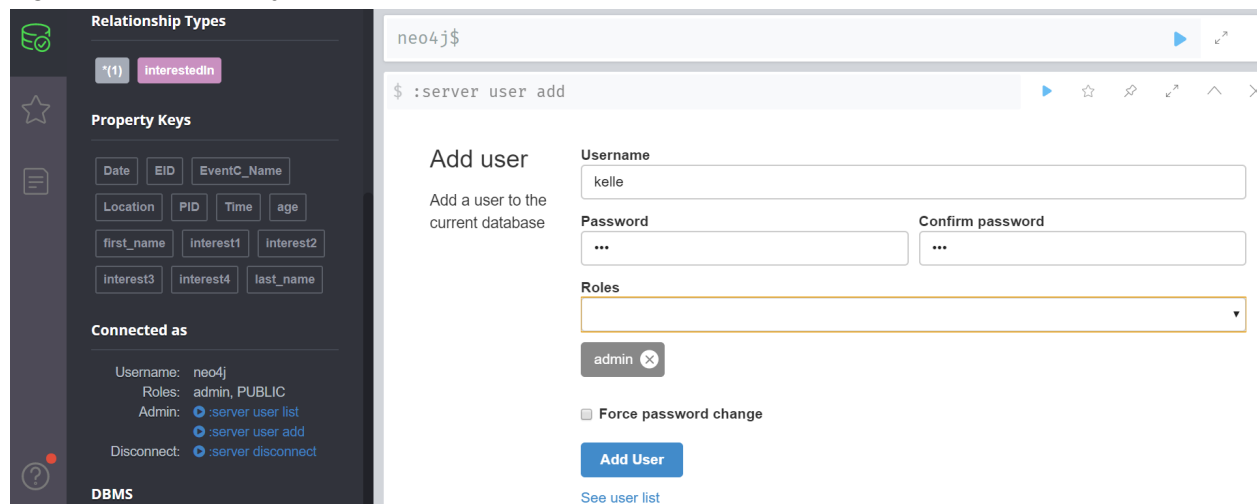 Relationship Types
*(1) interestedIn
Property Keys
Date EID EventC_Name
Location PID Time age
first_name interest1 interest2
interest3 interest4 last_name
Connected as
Username: neo4j
Roles: admin, PUBLIC
Admin: :server user list
:server user add
Disconnect: :server disconnect
DBMS
neo4j$
$ :server user add
Add user
Add a user to the
current database
Username
kelle
Password Confirm password
••• •••
Roles
admin
Force password change
Add User
See user list